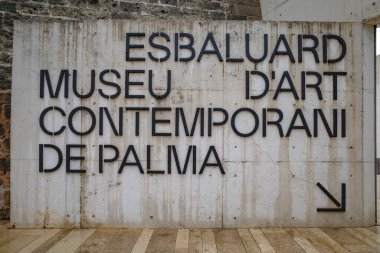 ESBALUARD
MUSEU D'ART
CONTEMPORANI
DE PALMA